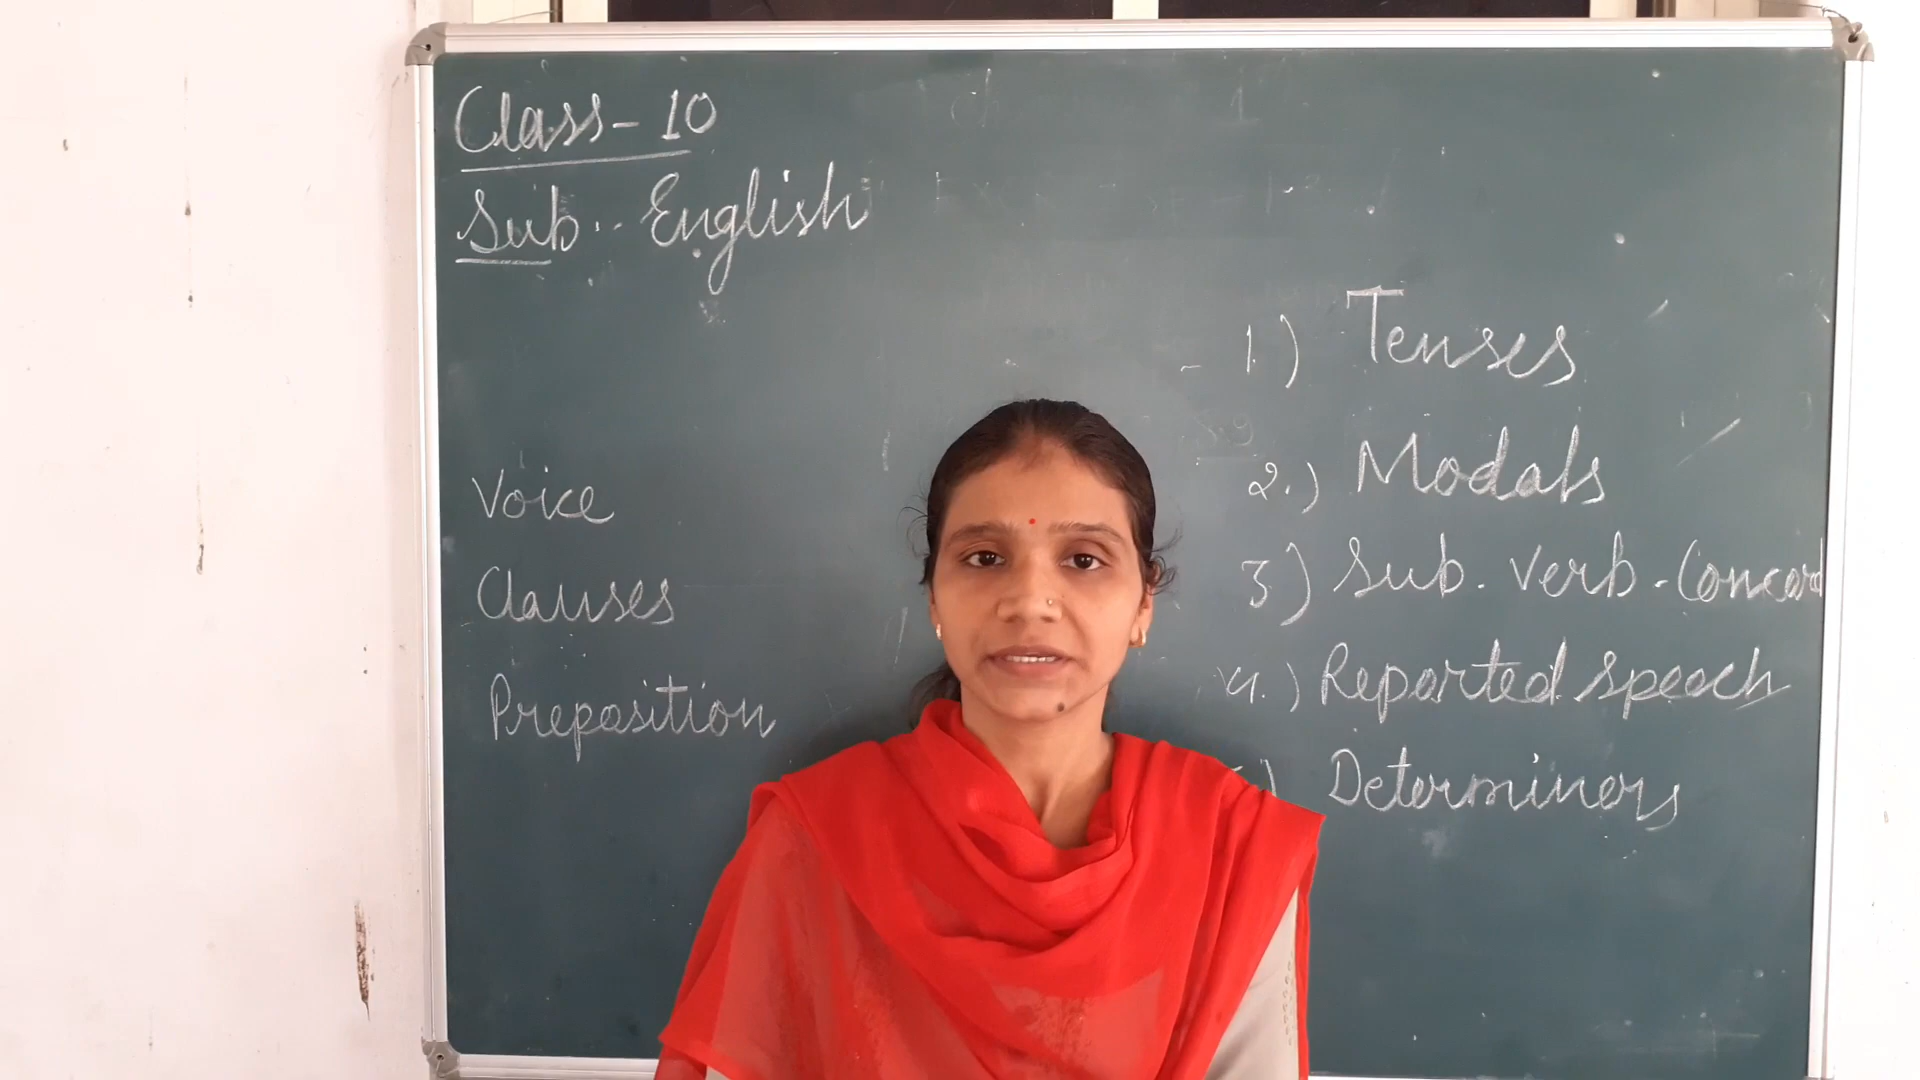 Class - 10
Sub.. English
1.) Tenses
2.) Modals
3) Sub. Verb. Concord
4.) Reported speech
) Determiners
Voice
Clauses
Preposition